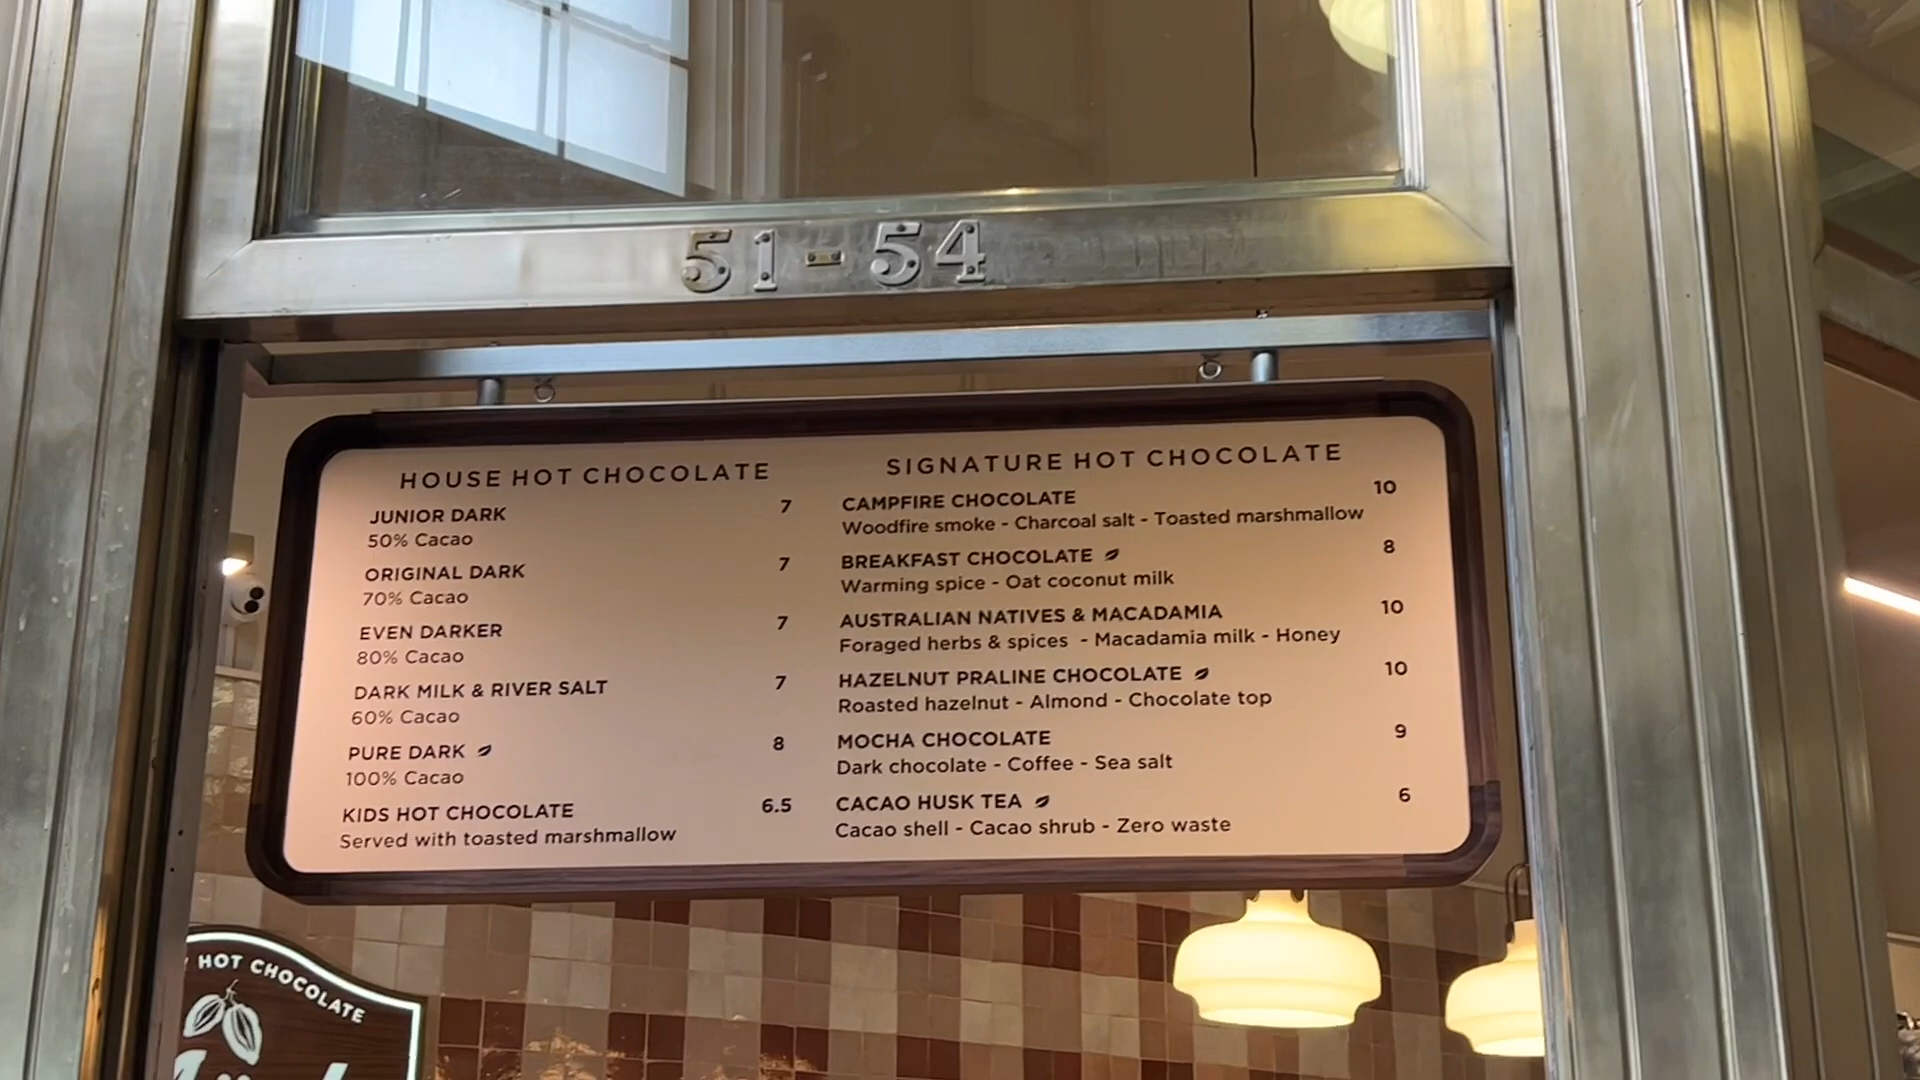 51-54
HOUSE HOT CHOCOLATE
JUNIOR DARK 7
50% Cacao
ORIGINAL DARK 7
70% Cacao
EVEN DARKER 7
80% Cacao
DARK MILK & RIVER SALT 7
60% Cacao
PURE DARK 8
100% Cacao
KIDS HOT CHOCOLATE 6.5
Served with toasted marshmallow
SIGNATURE HOT CHOCOLATE
CAMPFIRE CHOCOLATE 10
Woodfire smoke - Charcoal salt - Toasted marshmallow
BREAKFAST CHOCOLATE 8
Warming spice - Oat coconut milk
AUSTRALIAN NATIVES & MACADAMIA 10
Foraged herbs & spices - Macadamia milk - Honey
HAZELNUT PRALINE CHOCOLATE 10
Roasted hazelnut - Almond - Chocolate top
MOCHA CHOCOLATE 9
Dark chocolate - Coffee - Sea salt
CACAO HUSK TEA 6
Cacao shell - Cacao shrub - Zero waste
HOT CHOCOLATE